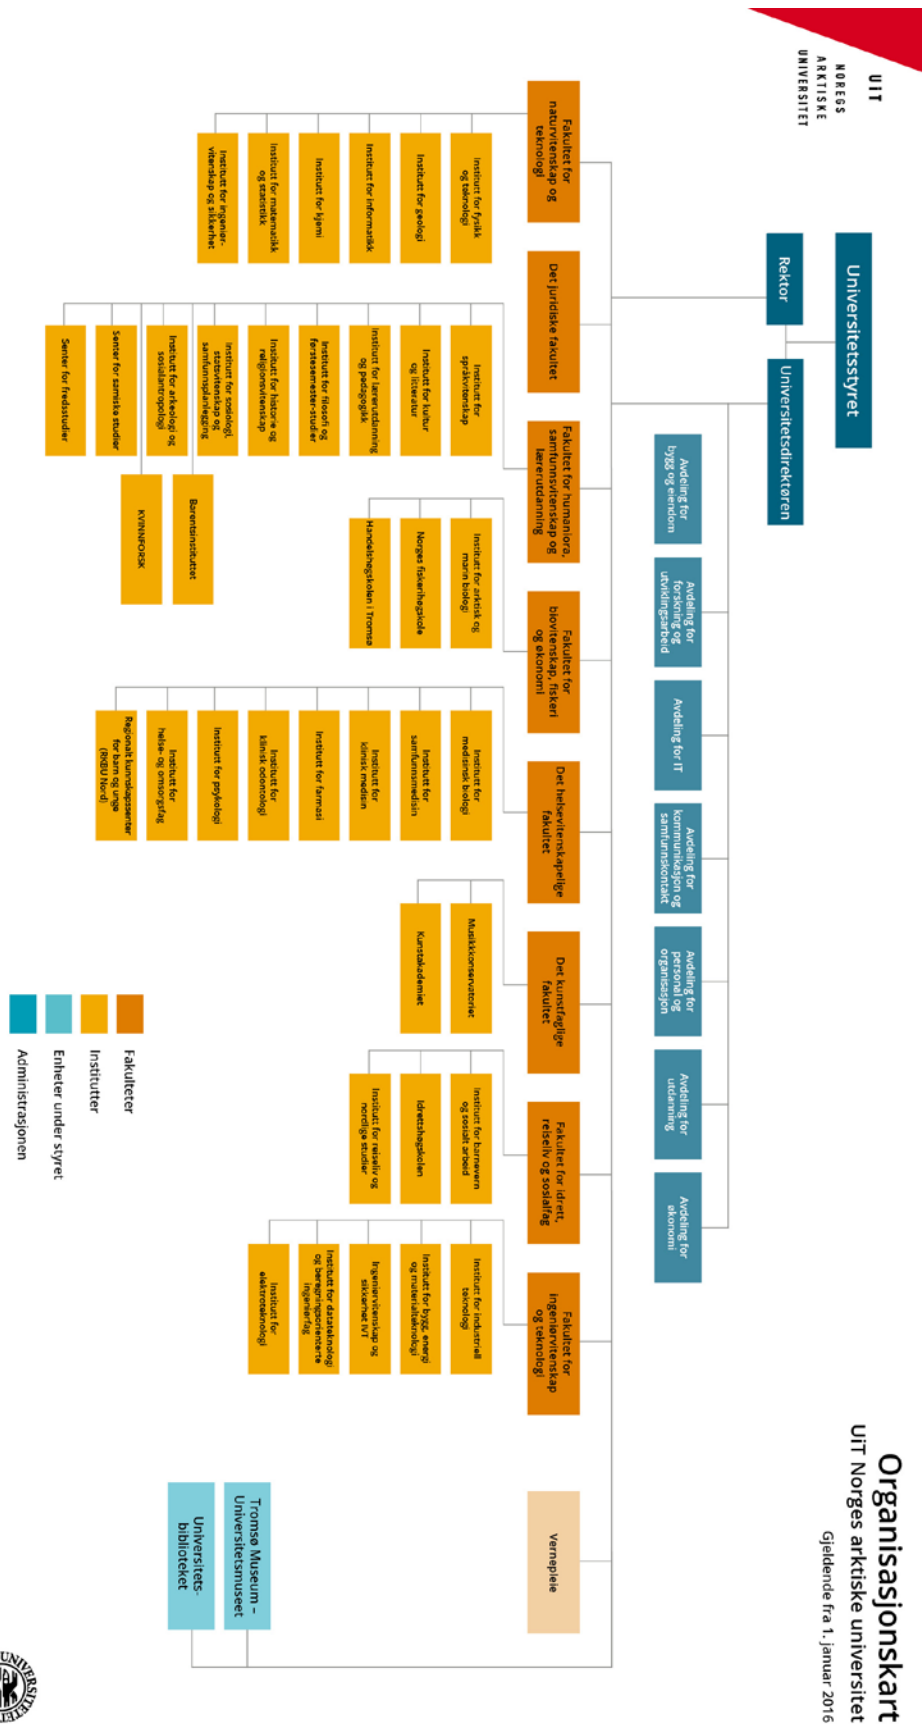 UIT
NOREGS
ARKTISKE
UNIVERSITET
Organisasjonskart
UiT Norges arktiske universitet
Gjeldende fra 1. januar 2016
Universitetsstyret
Rektor
Universitetsdirektøren
Avdeling for
bygg og eiendom
Avdeling for
forskning og
utviklingsarbeid
Avdeling for IT
Avdeling for
kommunikasjon og
samfunnskontakt
Avdeling for
personal og
organisasjon
Avdeling for
utdanning
Avdeling for
økonomi
Fakultet for
naturvitenskap og
teknologi
Institutt for fysikk
og teknologi
Institutt for geologi
Institutt for informatikk
Institutt for kjemi
Institutt for matematikk
og statistikk
Institutt for ingeniør-
vitenskap og sikkerhet
Det juridiske fakultet
Fakultet for humaniora,
samfunnsvitenskap og
lærerutdanning
Institutt for
språkvitenskap
Institutt for kultur
og litteratur
Institutt for lærerutdanning
og pedagogikk
Institutt for filosofi og
førstesemester-studier
Institutt for historie og
religionsvitenskap
Institutt for sosiologi,
statsvitenskap og
samfunnsplanlegging
Institutt for arkeologi og
sosialantropologi
Senter for samiske studier
Senter for fredsstudier
Barentsinstituttet
KVINNFORSK
Fakultet for
biovitenskap, fiskeri
og økonomi
Institutt for arktisk og
marin biologi
Norges fiskerihøgskole
Handelshøgskolen i Tromsø
Det helsevitenskapelige
fakultet
Institutt for
medisinsk biologi
Institutt for
samfunnsmedisin
Institutt for
klinisk medisin
Institutt for farmasi
Institutt for
klinisk odontologi
Institutt for psykologi
Institutt for
helse- og omsorgsfag
Regionalt kunnskapssenter
for barn og unge
(RKBU Nord)
Det kunstfaglige
fakultet
Musikkkonservatoriet
Kunstakademiet
Fakultet for idrett,
reiseliv og sosialfag
Institutt for barnevern
og sosialt arbeid
Idrettshøgskolen
Institutt for reiseliv og
nordlige studier
Fakultet for
ingeniørvitenskap
og teknologi
Institutt for industriell
teknologi
Institutt for bygg, energi
og materialteknologi
Ingeniørvitenskap og
sikkerhet IVT
Institutt for datateknologi
og beregningsorienterte
ingeniørfag
Institutt for
elektroteknologi
Vernepleie
Tromsø Museum –
Universitetsmuseet
Universitets-
biblioteket
Fakulteter
Institutter
Enheter under styret
Administrasjonen